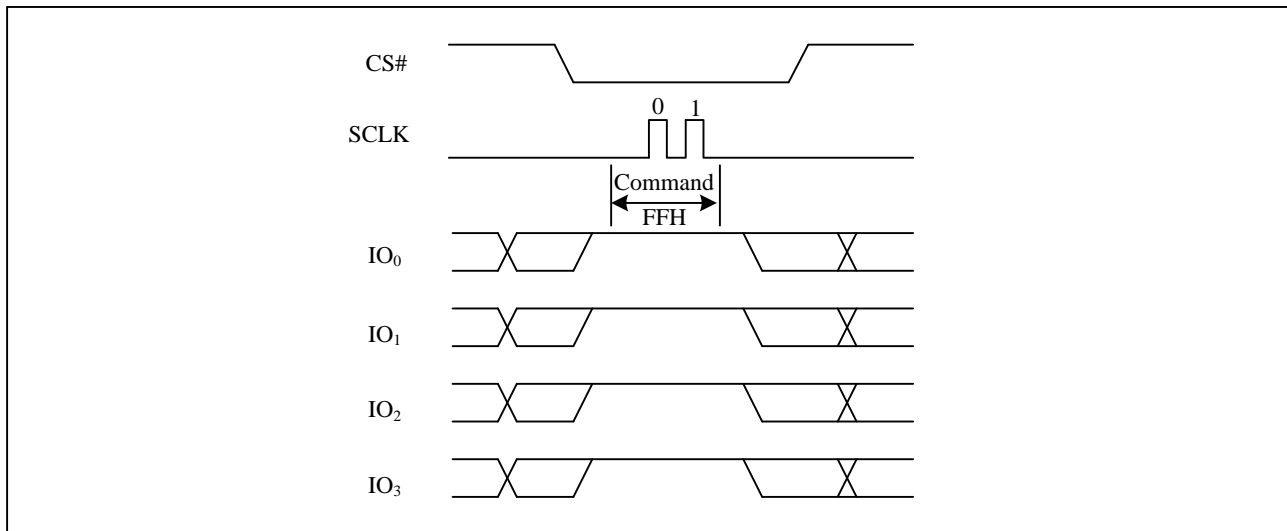 CS#
0 1
SCLK
Command
FFH
IO₀
IO₁
IO₂
IO₃